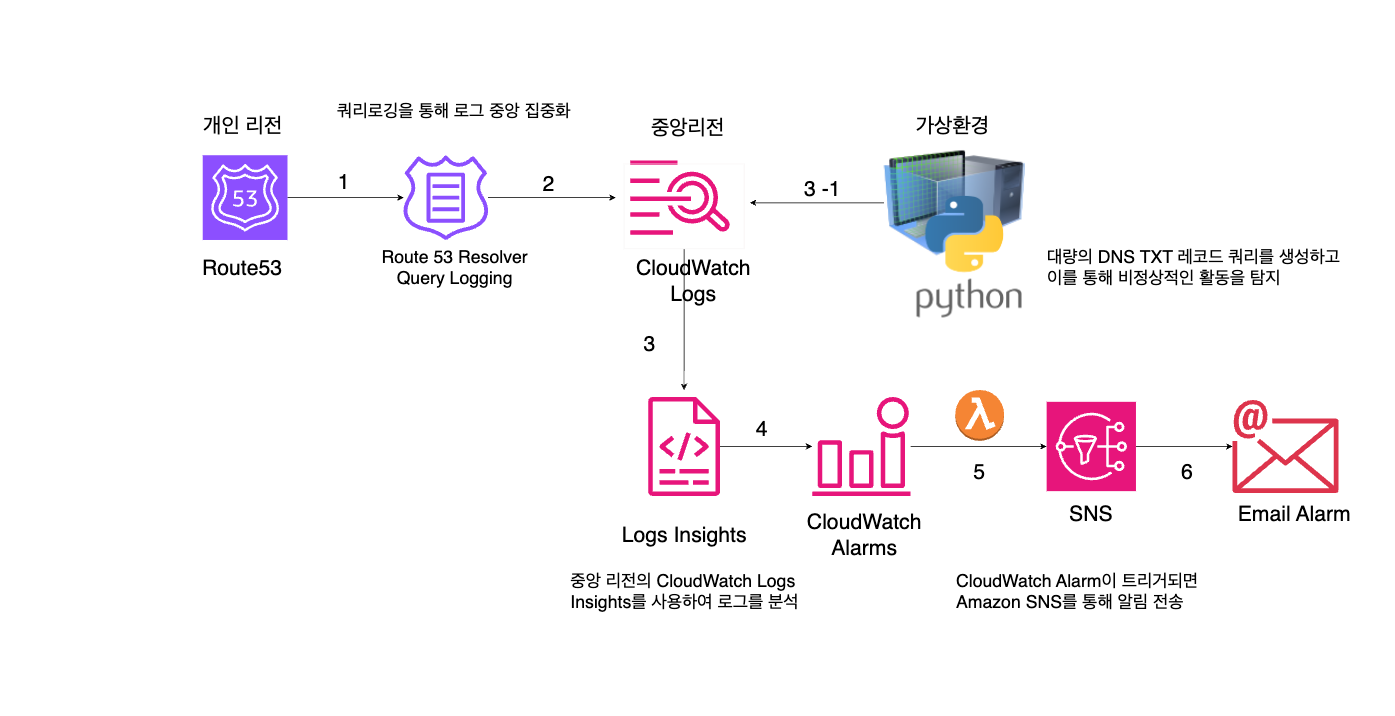 쿼리로깅을 통해 로그 중앙 집중화
개인 리전
중앙리전
가상환경
53
1
2
3 -1
Route53
Route 53 Resolver
Query Logging
CloudWatch
Logs
python
대량의 DNS TXT 레코드 쿼리를 생성하고
이를 통해 비정상적인 활동을 탐지
3
</>
4
λ
5
@
6
Logs Insights
CloudWatch
Alarms
SNS
Email Alarm
중앙 리전의 CloudWatch Logs
Insights를 사용하여 로그를 분석
CloudWatch Alarm이 트리거되면
Amazon SNS를 통해 알림 전송